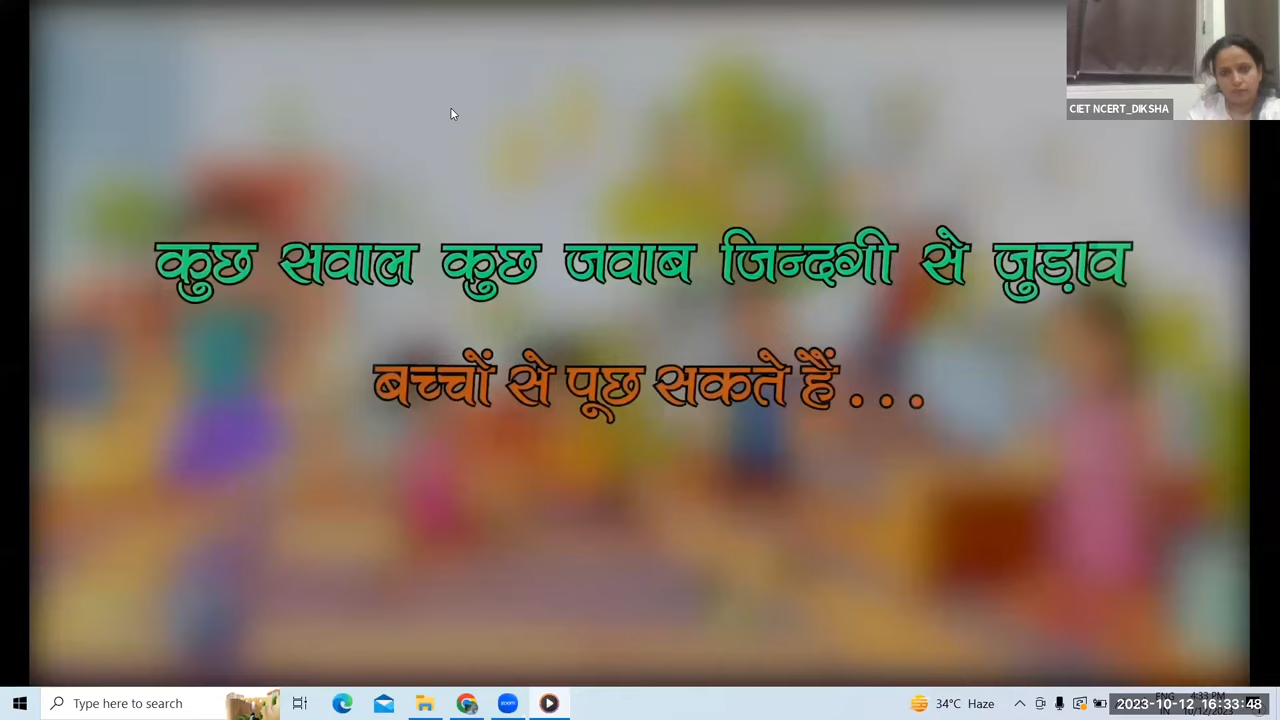 CIET NCERT_DIKSHA
कुछ सवाल कुछ जवाब जिन्दगी से जुड़ाव
बच्चों से पूछ सकते हैं . . .
Type here to search
zoom
34°C Haze
2023-10-12 16:33:48